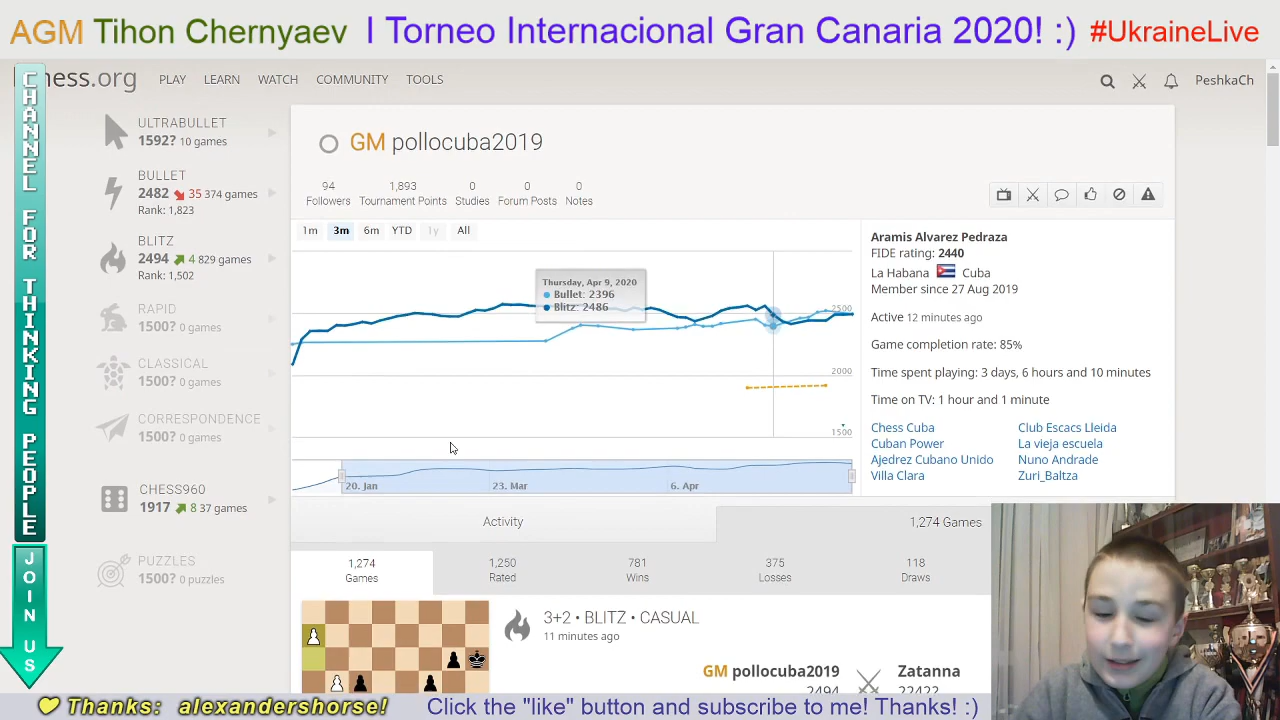 AGM Tihon Chernyaev I Torneo Internacional Gran Canaria 2020! :) #UkraineLive
hess.org PLAY LEARN WATCH COMMUNITY TOOLS PeshkaCh
CHANNEL FOR THINKING PEOPLE
JOIN US
ULTRABULLET
1592? 10 games
BULLET
2482 35 374 games
Rank: 1,823
BLITZ
2494 4 829 games
Rank: 1,502
RAPID
1500? 0 games
CLASSICAL
1500? 0 games
CORRESPONDENCE
1500? 0 games
CHESS960
1917 8 37 games
PUZZLES
1500? 0 puzzles
GM pollocuba2019
94 1,893 0 0 0
Followers Tournament Points Studies Forum Posts Notes
1m 3m 6m YTD 1y All
Thursday, Apr 9, 2020
Bullet: 2396
Blitz: 2486
2500
2000
1500
20. Jan 23. Mar 6. Apr
Aramis Alvarez Pedraza
FIDE rating: 2440
La Habana Cuba
Member since 27 Aug 2019
Active 12 minutes ago
Game completion rate: 85%
Time spent playing: 3 days, 6 hours and 10 minutes
Time on TV: 1 hour and 1 minute
Chess Cuba Club Escacs Lleida
Cuban Power La vieja escuela
Ajedrez Cubano Unido Nuno Andrade
Villa Clara Zuri_Baltza
Activity 1,274 Games
1,274 1,250 781 375 118
Games Rated Wins Losses Draws
3+2 • BLITZ • CASUAL
11 minutes ago
GM pollocuba2019 Zatanna
2494
Thanks: alexandershorse! Click the "like" button and subscribe to me! Thanks! :)